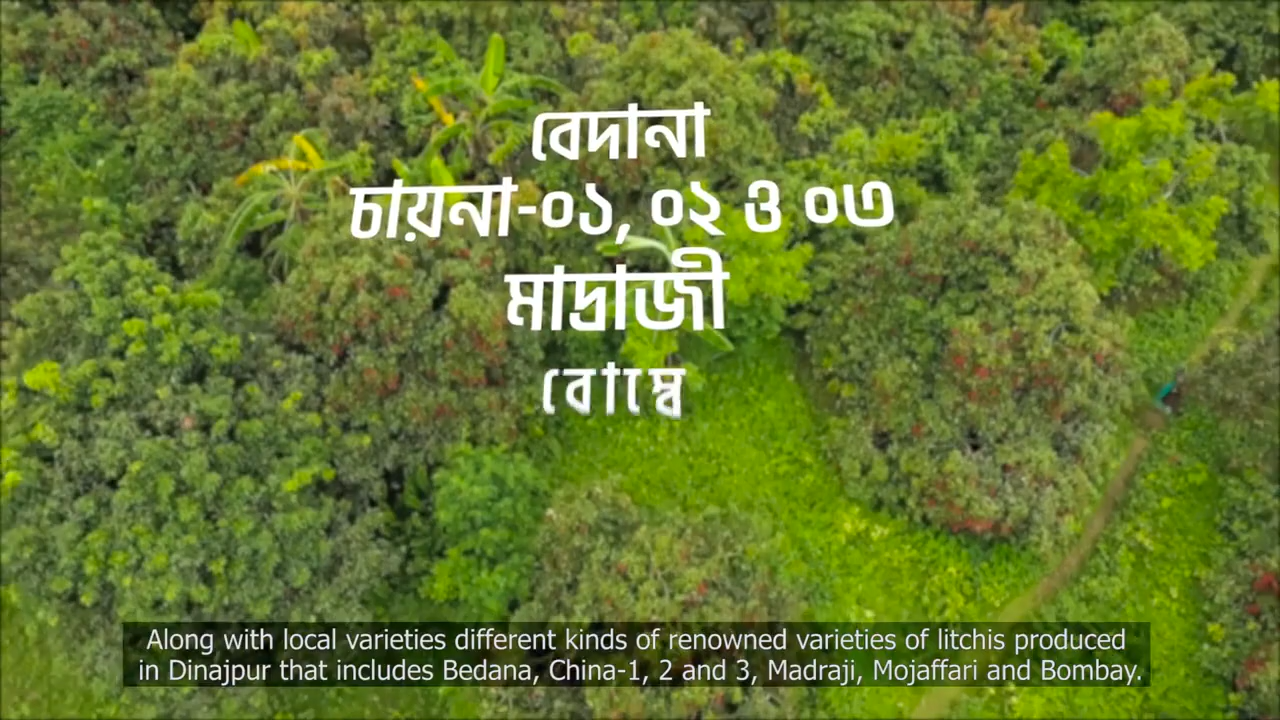 বেদানা
চায়না-০১, ০২ ও ০৩
মাদ্রাজী
বোম্বে
Along with local varieties different kinds of renowned varieties of litchis produced
in Dinajpur that includes Bedana, China-1, 2 and 3, Madraji, Mojaffari and Bombay.